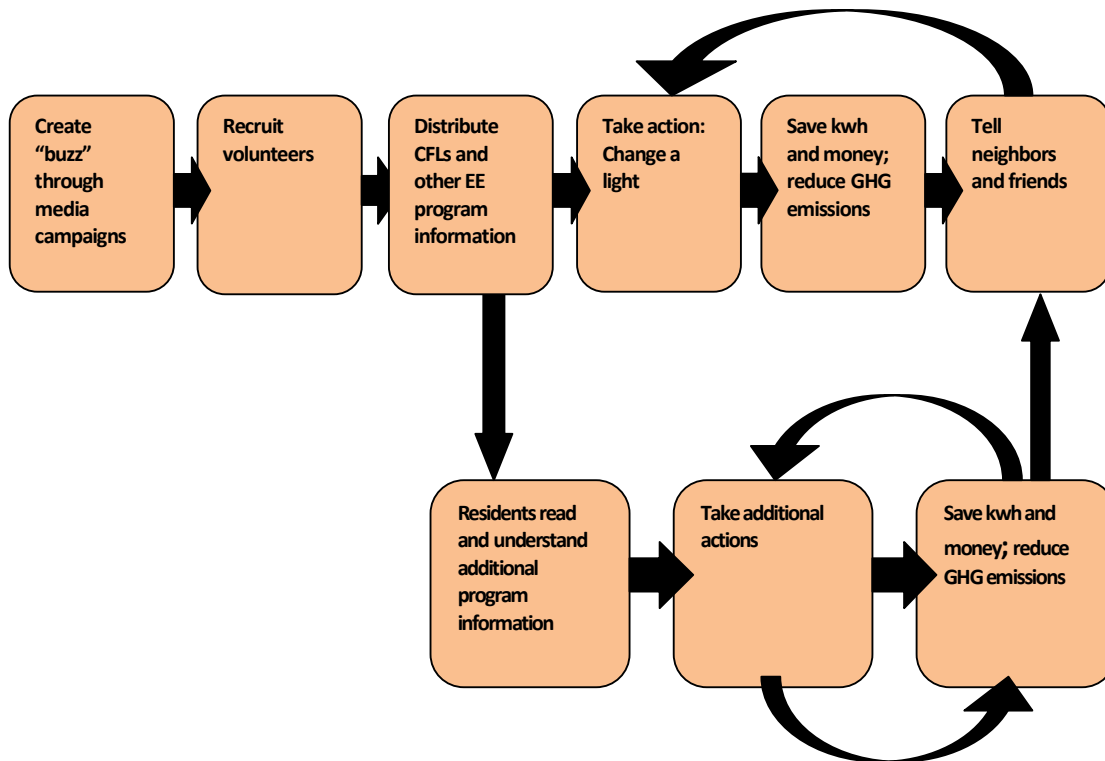 Create
“buzz”
through
media
campaigns
Recruit
volunteers
Distribute
CFLs and
other EE
program
information
Take action:
Change a
light
Save kwh
and money;
reduce GHG
emissions
Tell
neighbors
and friends
Residents read
and understand
additional
program
information
Take additional
actions
Save kwh and
money; reduce
GHG emissions